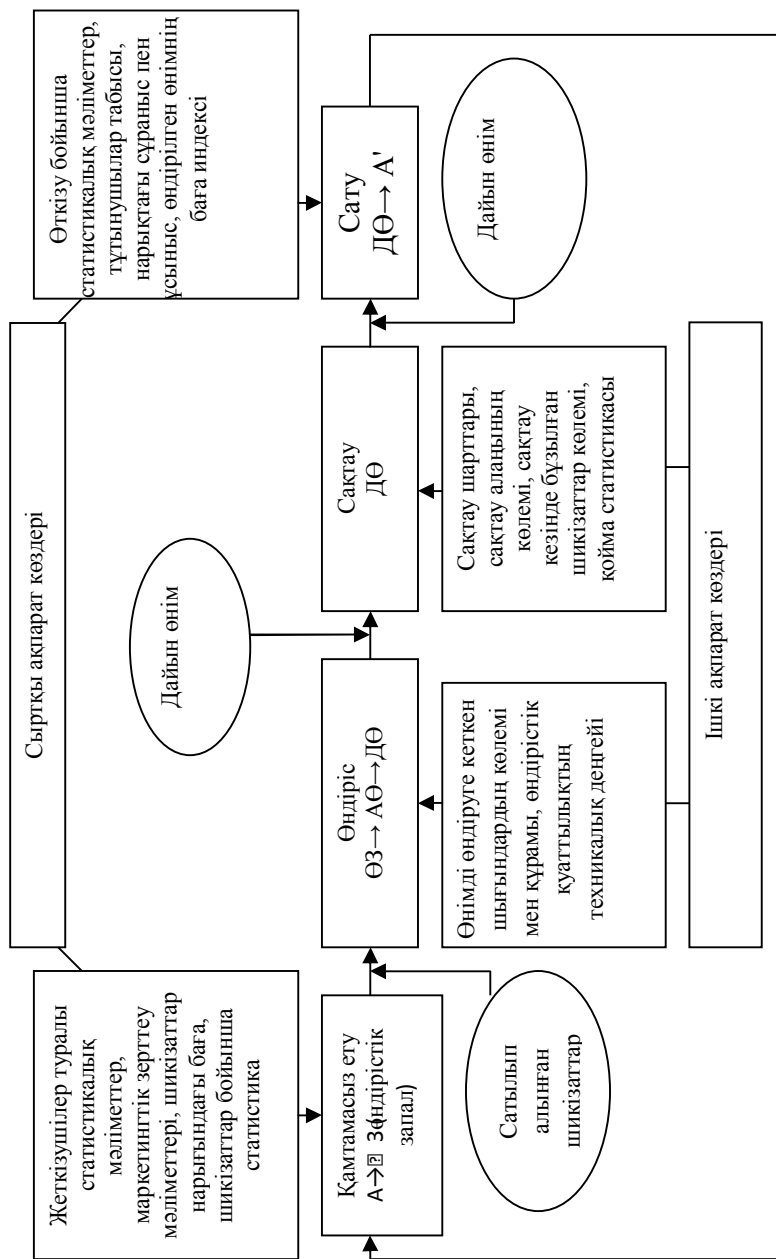 Сыртқы ақпарат көздері
Жеткізушілер туралы
статистикалық
мәліметтер,
маркетингтік зерттеу
мәліметтері, шикізаттар
нарығындағы баға,
шикізаттар бойынша
статистика
Өткізу бойынша
статистикалық мәліметтер,
тұтынушылар табысы,
нарықтағы сұраныс пен
ұсыныс, өндірілген өнімнің
баға индексі
Дайын өнім
Қамтамасыз ету
А→ З(өндірістік
запал)
Өндіріс
ӨЗ→ АӨ→ДӨ
Сақтау
ДӨ
Сату
ДӨ→ А'
Сатылып
алынған
шикізаттар
Өнімді өндіруге кеткен
шығындардың көлемі
мен құрамы, өндірістік
қуаттылықтың
техникалық деңгейі
Сақтау шарттары,
сақтау алаңының
көлемі, сақтау
кезінде бұзылған
шикізаттар көлемі,
қойма статистикасы
Дайын өнім
Ішкі ақпарат көздері